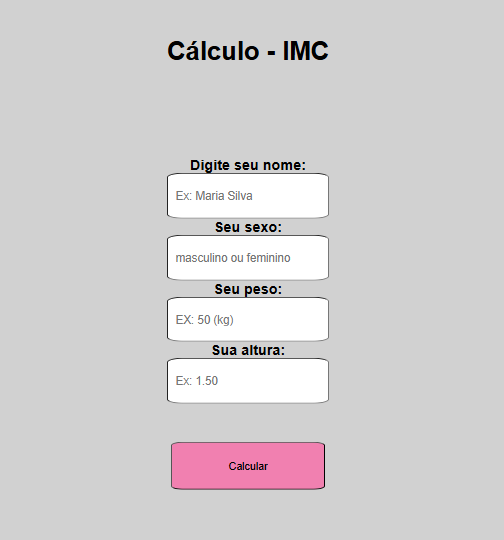 Cálculo - IMC
Digite seu nome:
Ex: Maria Silva
Seu sexo:
masculino ou feminino
Seu peso:
EX: 50 (kg)
Sua altura:
Ex: 1.50
Calcular